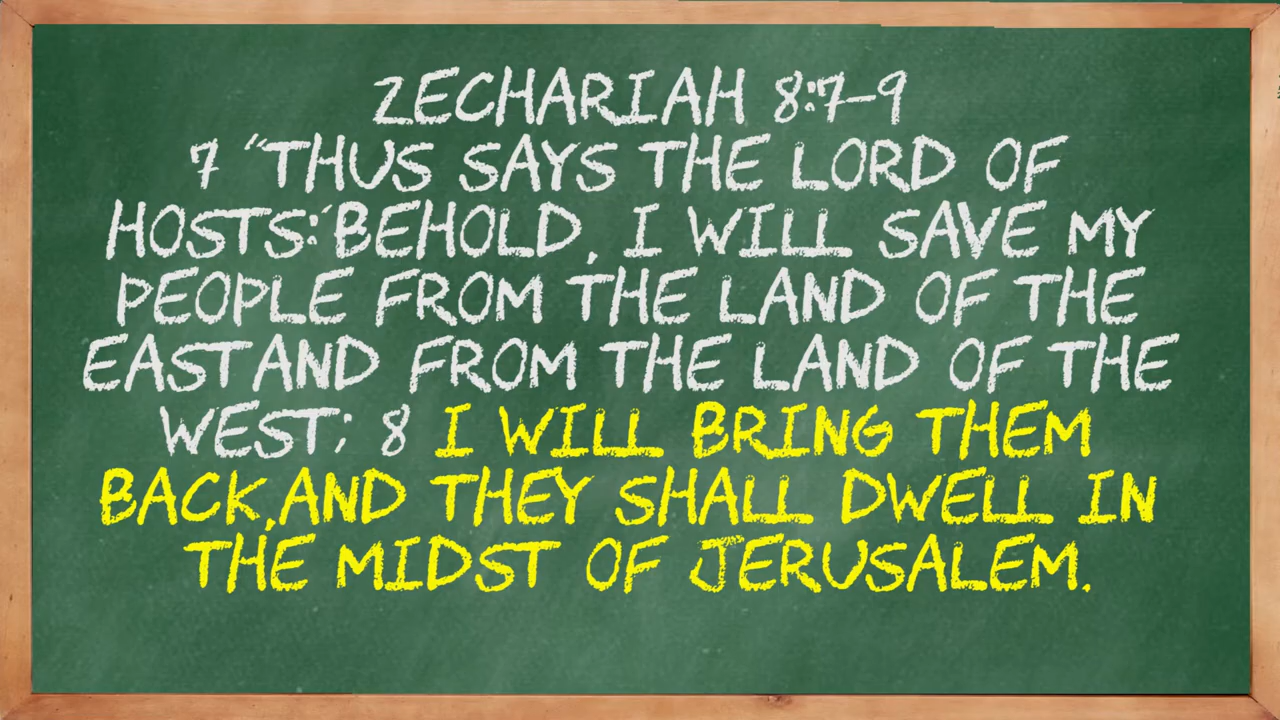 ZECHARIAH 8:7-9
7 “THUS SAYS THE LORD OF
HOSTS:‘BEHOLD, I WILL SAVE MY
PEOPLE FROM THE LAND OF THE
EASTAND FROM THE LAND OF THE
WEST; 8 I WILL BRING THEM
BACK,AND THEY SHALL DWELL IN
THE MIDST OF JERUSALEM.